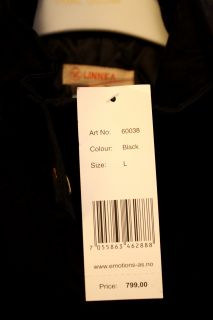 LINNEA
Art No: 60038
Colour: Black
Size: L
7 055863 462888
www.emotions-as.no
Price: 799,00